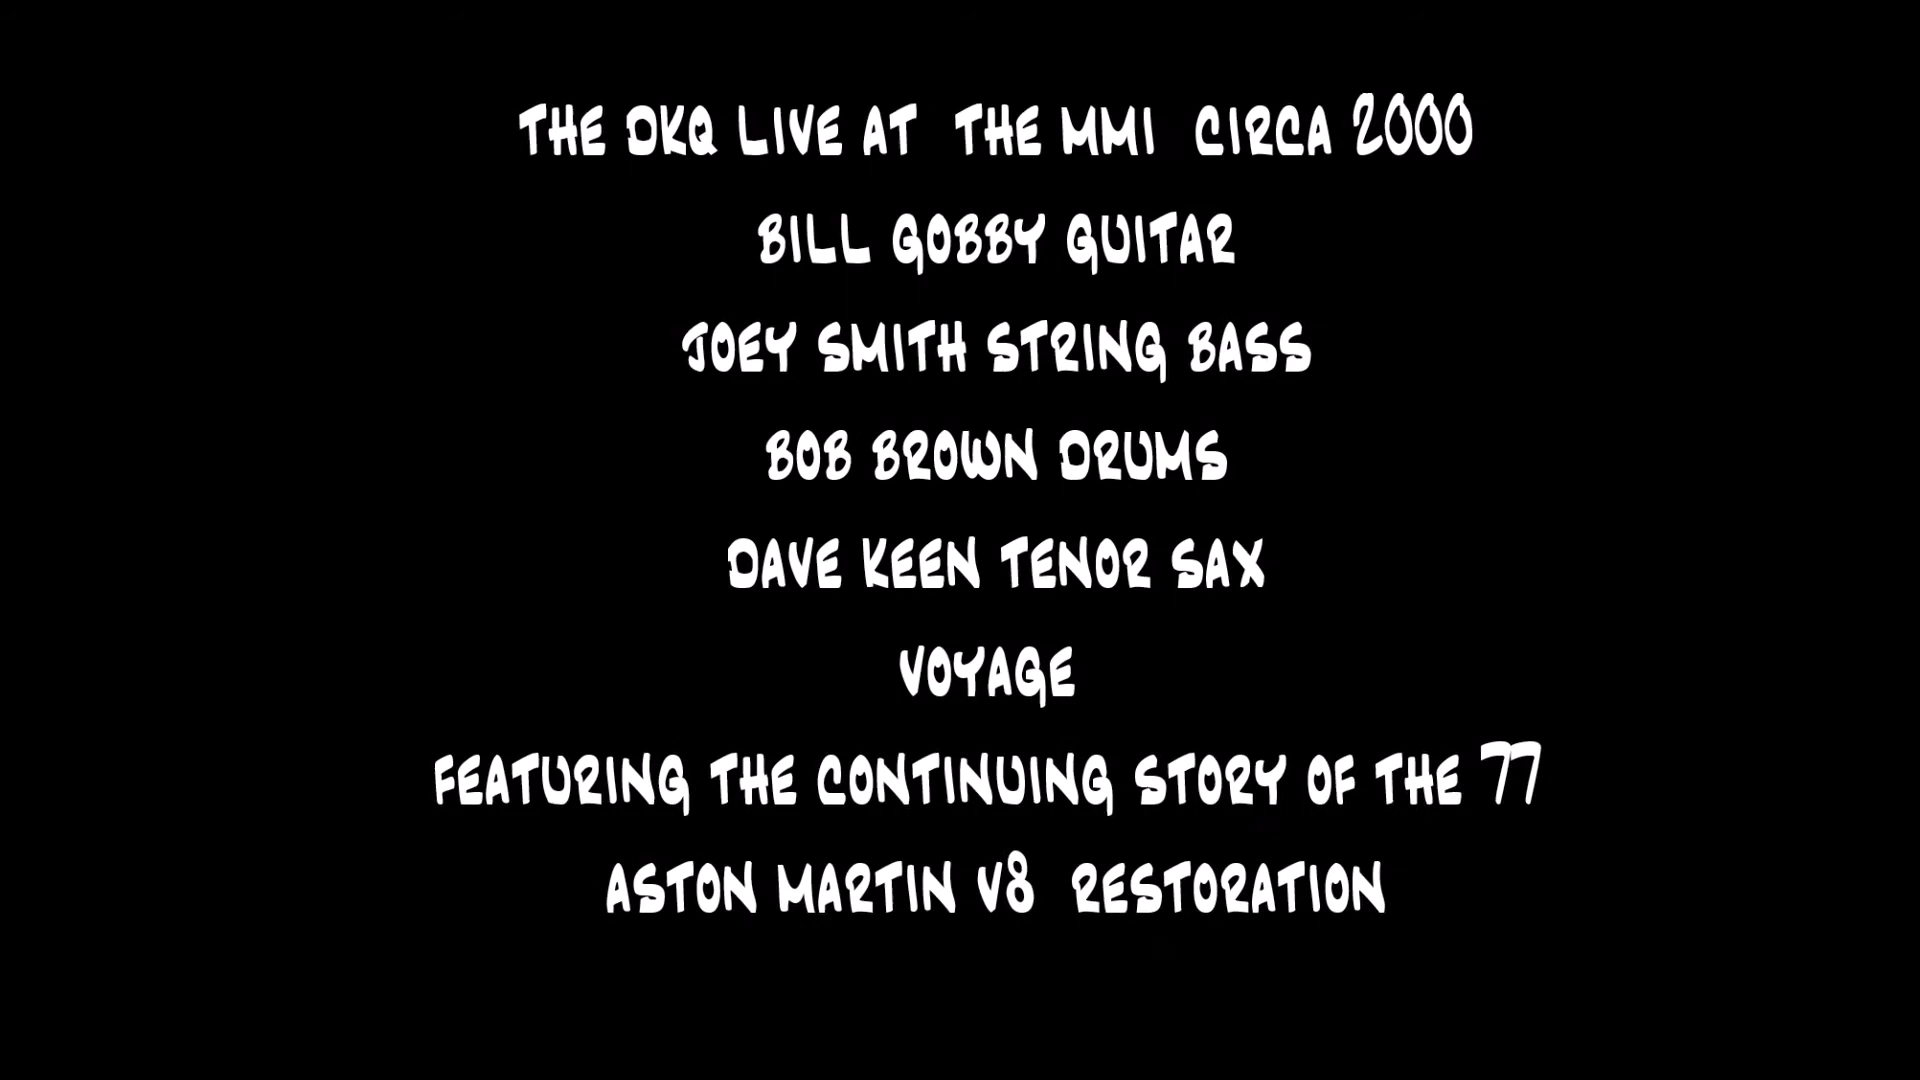 THE DKQ LIVE AT THE MMI CIRCA 2000
BILL GOBBY GUITAR
JOEY SMITH STRING BASS
BOB BROWN DRUMS
DAVE KEEN TENOR SAX
VOYAGE
FEATURING THE CONTINUING STORY OF THE 77
ASTON MARTIN V8 RESTORATION